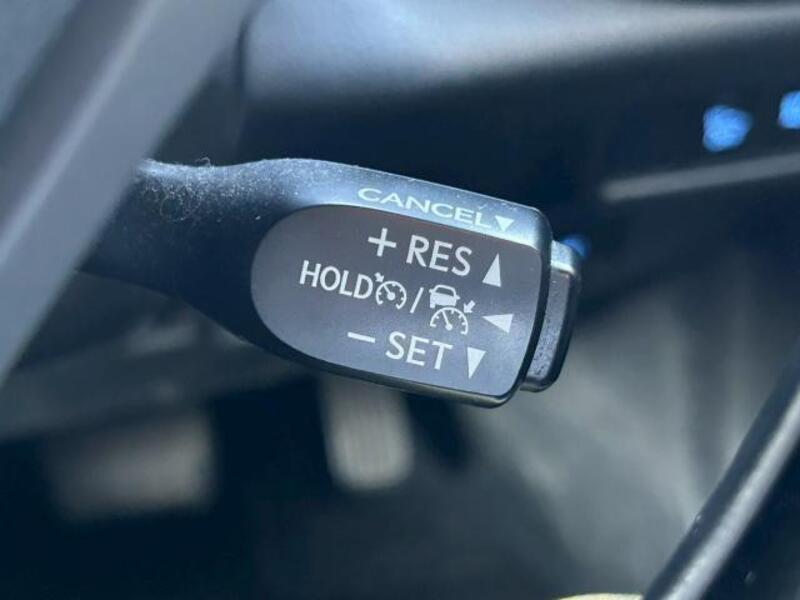 CANCEL▼
+ RES ▲
HOLD / ◀
− SET ▼